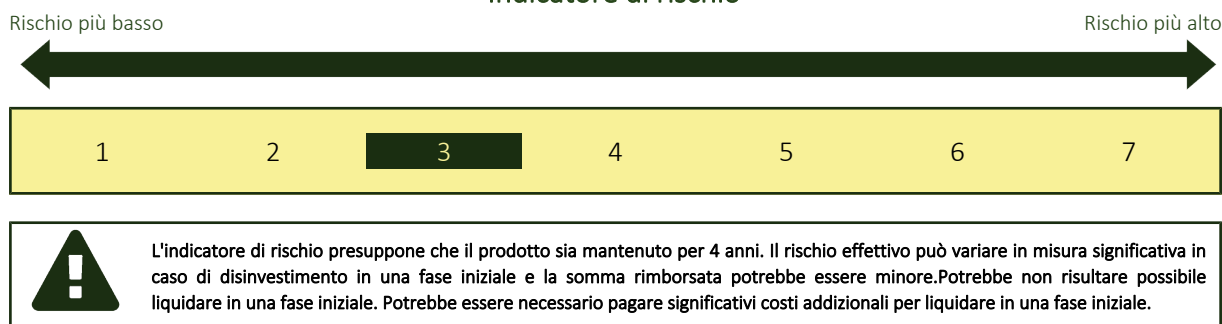 Indicatore di rischio
Rischio più basso Rischio più alto
1 2 3 4 5 6 7
L'indicatore di rischio presuppone che il prodotto sia mantenuto per 4 anni. Il rischio effettivo può variare in misura significativa in
caso di disinvestimento in una fase iniziale e la somma rimborsata potrebbe essere minore.Potrebbe non risultare possibile
liquidare in una fase iniziale. Potrebbe essere necessario pagare significativi costi addizionali per liquidare in una fase iniziale.